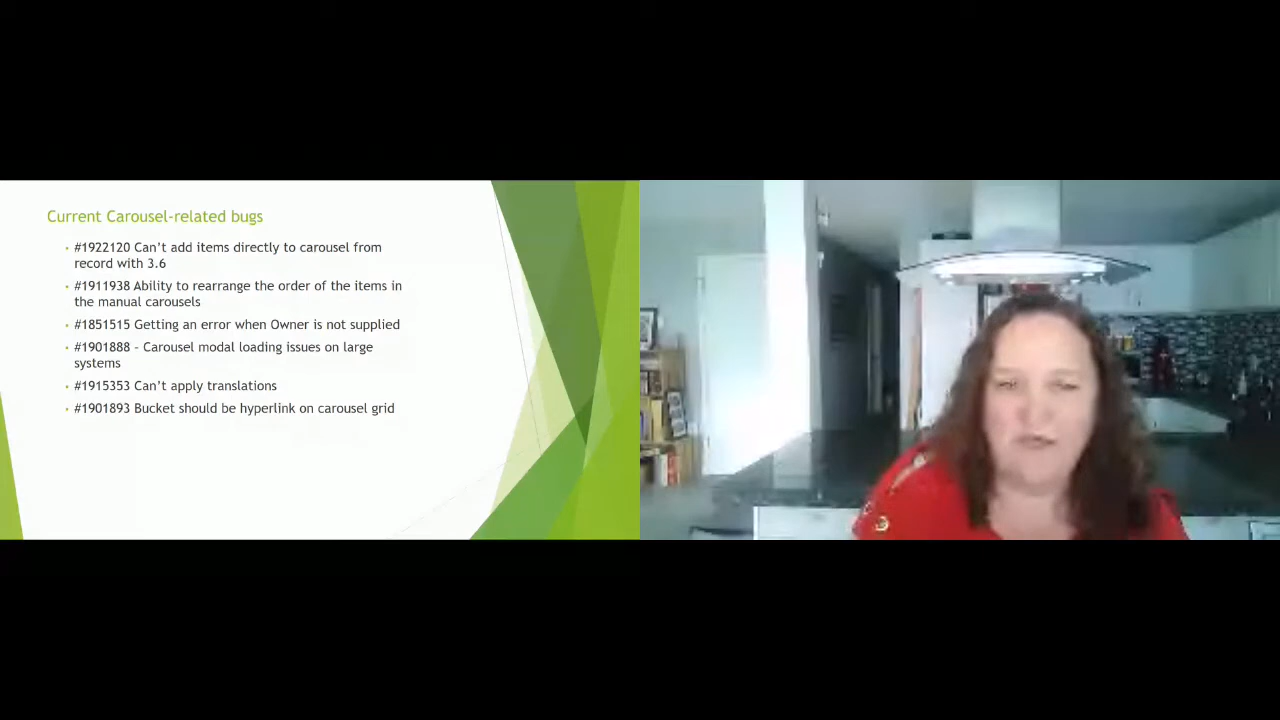 Current Carousel-related bugs
#1922120 Can’t add items directly to carousel from
record with 3.6
#1911938 Ability to rearrange the order of the items in
the manual carousels
#1851515 Getting an error when Owner is not supplied
#1901888 - Carousel modal loading issues on large
systems
#1915353 Can’t apply translations
#1901893 Bucket should be hyperlink on carousel grid